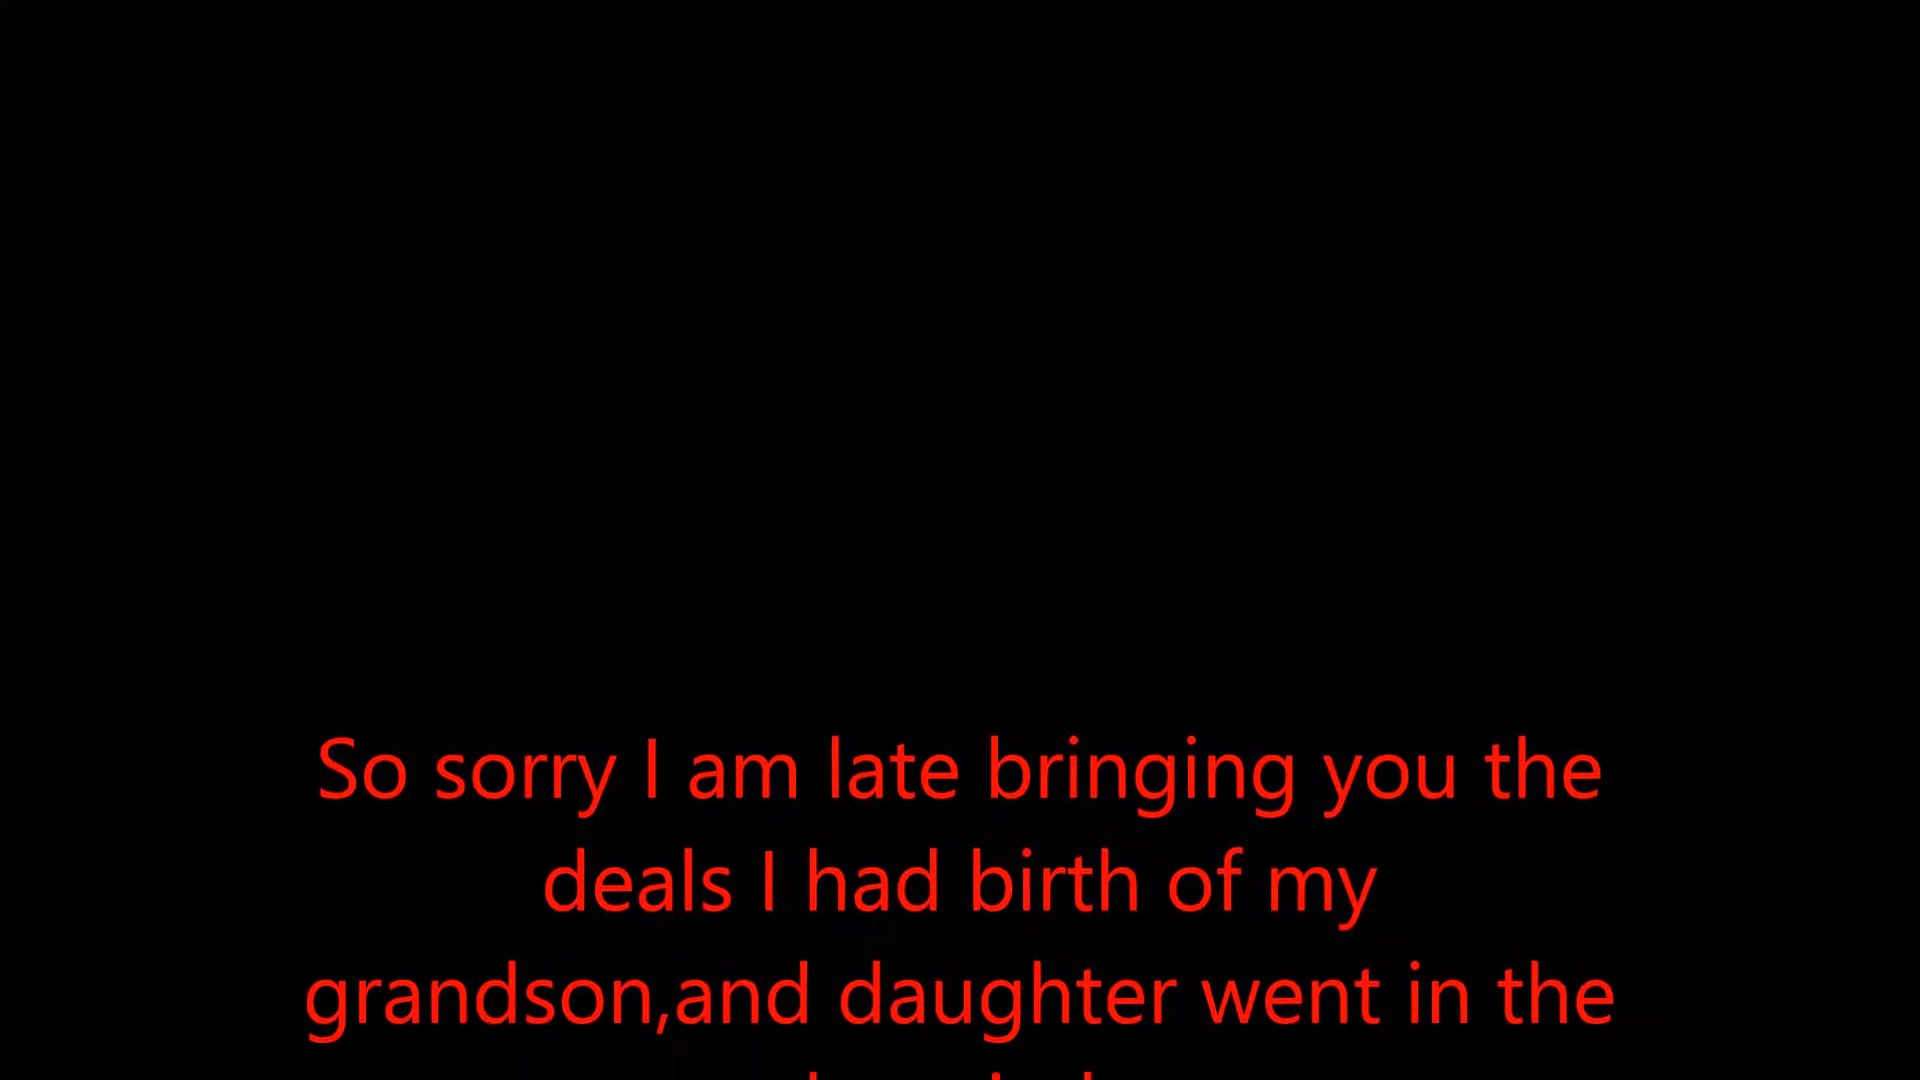 So sorry I am late bringing you the
deals I had birth of my
grandson,and daughter went in the